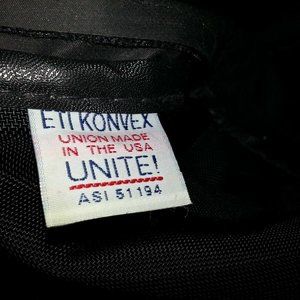 ETI KONVEX
UNION MADE
IN THE USA
UNITE!
ASI 51194